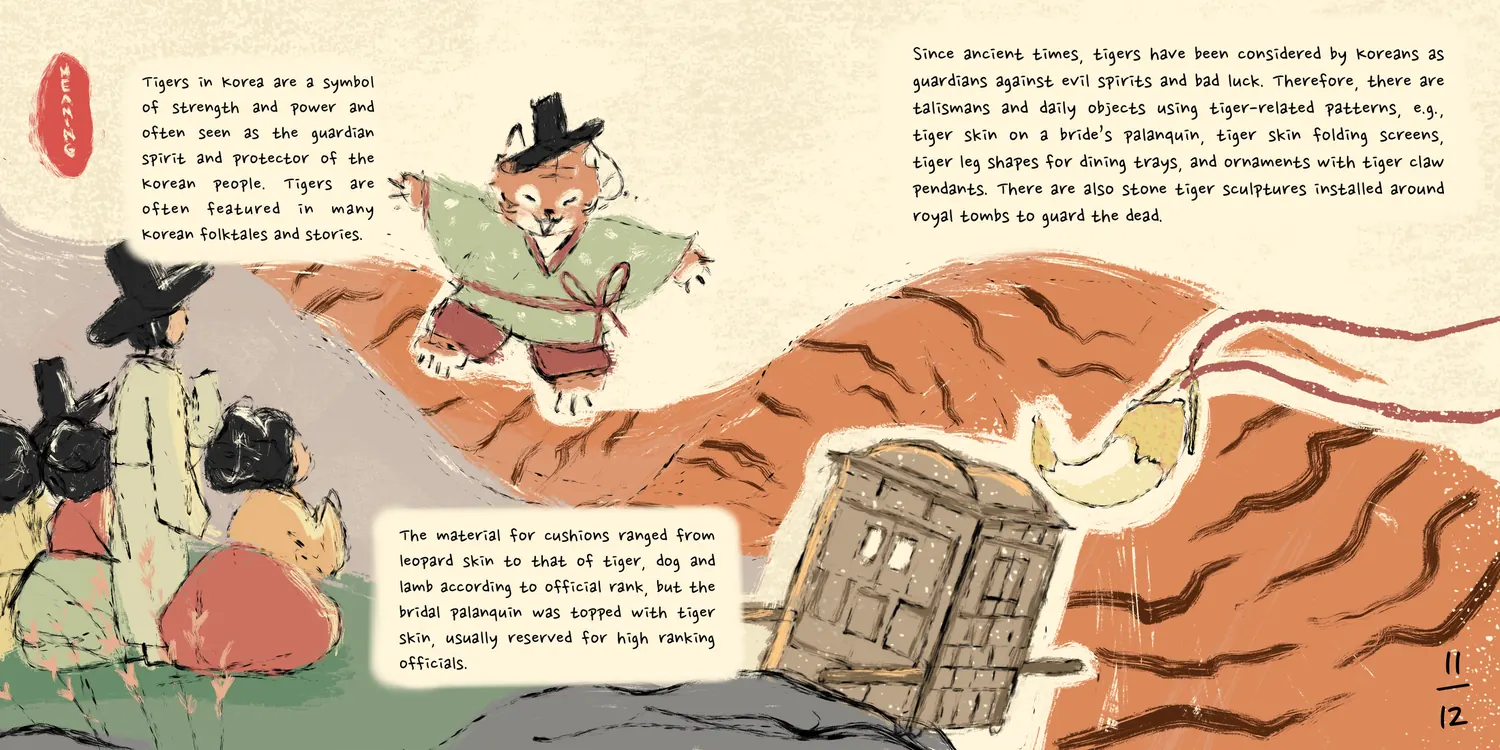 MEANING
Tigers in Korea are a symbol
of strength and power and
often seen as the guardian
spirit and protector of the
Korean people. Tigers are
often featured in many
Korean folktales and stories.
Since ancient times, tigers have been considered by Koreans as
guardians against evil spirits and bad luck. Therefore, there are
talismans and daily objects using tiger-related patterns, e.g.,
tiger skin on a bride's palanquin, tiger skin folding screens,
tiger leg shapes for dining trays, and ornaments with tiger claw
pendants. There are also stone tiger sculptures installed around
royal tombs to guard the dead.
The material for cushions ranged from
leopard skin to that of tiger, dog and
lamb according to official rank, but the
bridal palanquin was topped with tiger
skin, usually reserved for high ranking
officials.
11
12